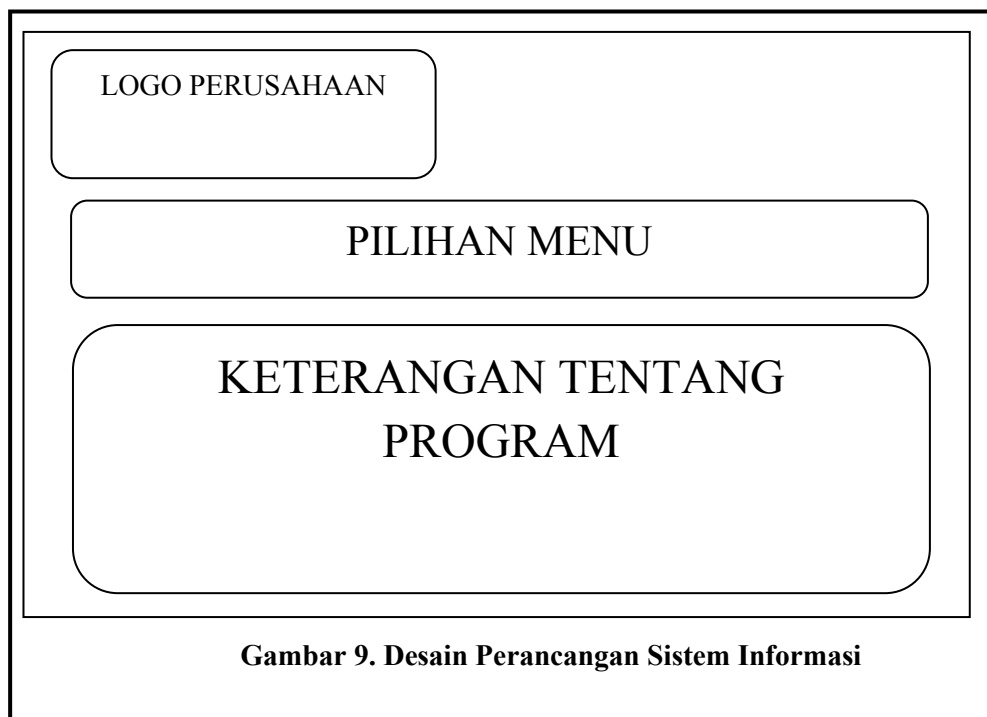 LOGO PERUSAHAAN
PILIHAN MENU
KETERANGAN TENTANG
PROGRAM
Gambar 9. Desain Perancangan Sistem Informasi